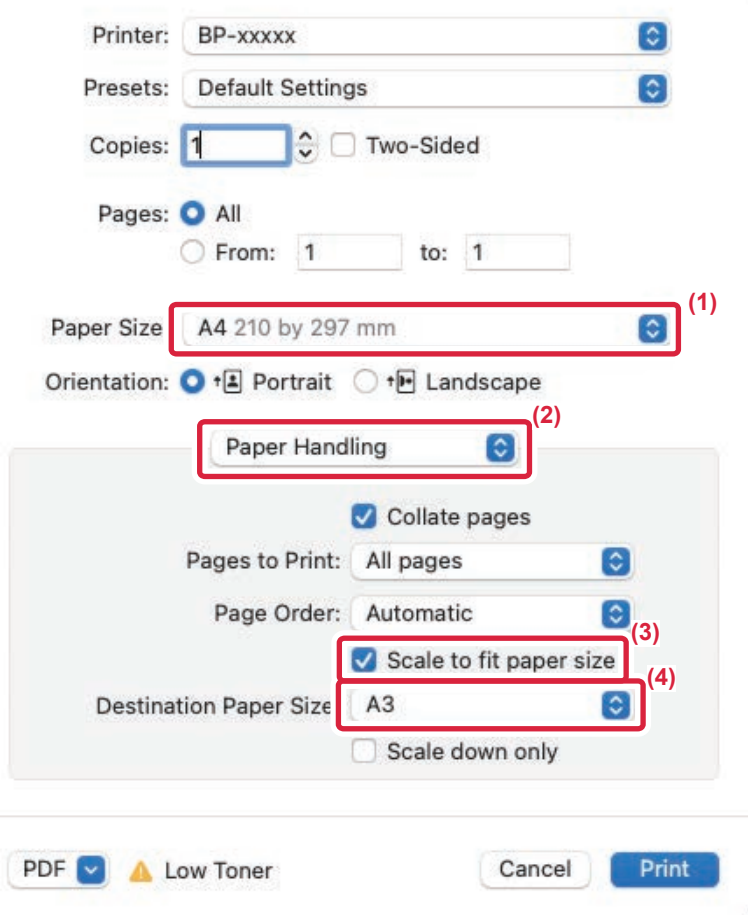 Printer: BP-xxxxx
Presets: Default Settings
Copies: 1 Two-Sided
Pages: All
From: 1 to: 1
(1)
Paper Size A4 210 by 297 mm
Orientation: Portrait Landscape
(2)
Paper Handling
Collate pages
Pages to Print: All pages
Page Order: Automatic
(3)
Scale to fit paper size
(4)
Destination Paper Size A3
Scale down only
PDF Low Toner Cancel Print